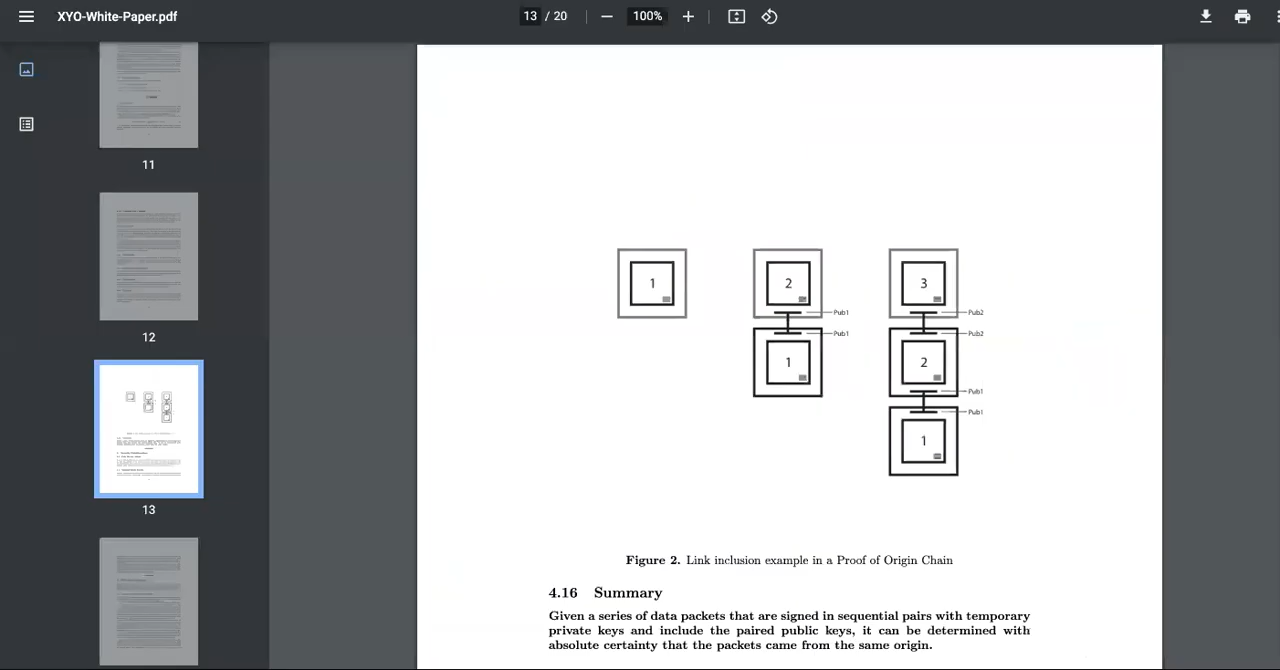 XYO-White-Paper.pdf
13 / 20
100%
11
12
13
1
2
3
Pub1
Pub1
1
Pub2
Pub2
2
Pub1
Pub1
1
Figure 2. Link inclusion example in a Proof of Origin Chain
4.16 Summary
Given a series of data packets that are signed in sequential pairs with temporary
private keys and include the paired public keys, it can be determined with
absolute certainty that the packets came from the same origin.